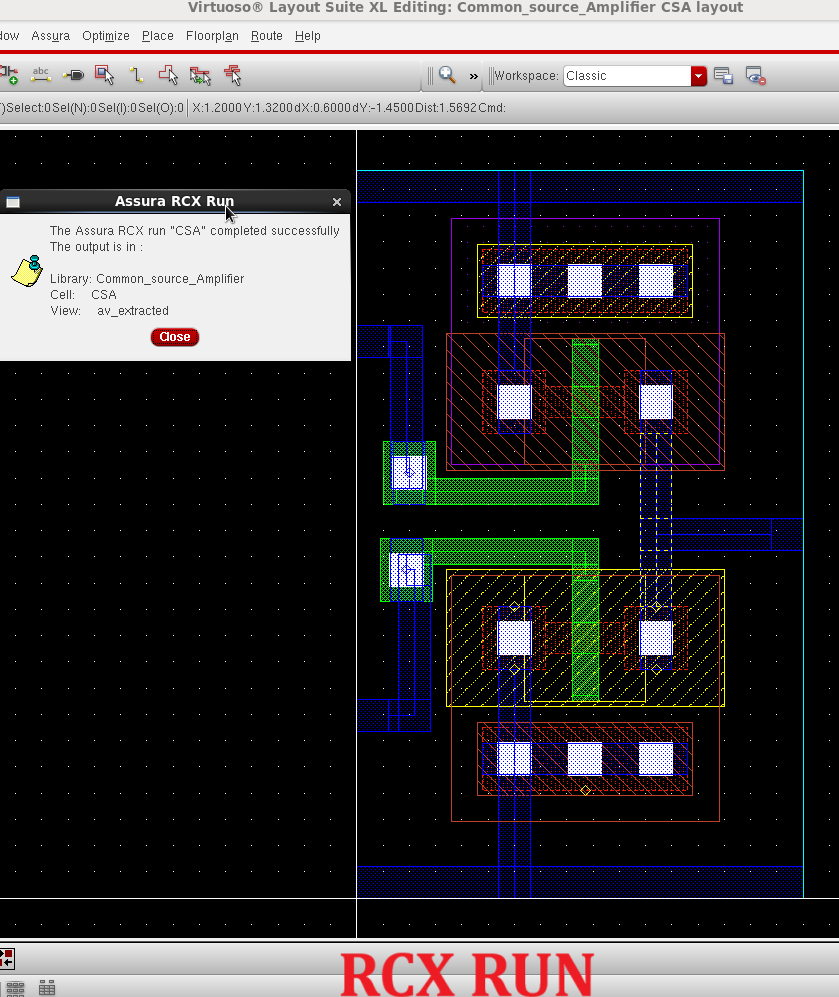 Virtuoso® Layout Suite XL Editing: Common_source_Amplifier CSA layout
dow Assura Optimize Place Floorplan Route Help
abc » Workspace: Classic
)Select:0Sel(N):0Sel(I):0Sel(O):0 X:1.2000Y:1.3200dX:0.6000dY:-1.4500Dist:1.5692Cmd:
Assura RCX Run
The Assura RCX run "CSA" completed successfully
The output is in :
Library: Common_source_Amplifier
Cell: CSA
View: av_extracted
Close
RCX RUN